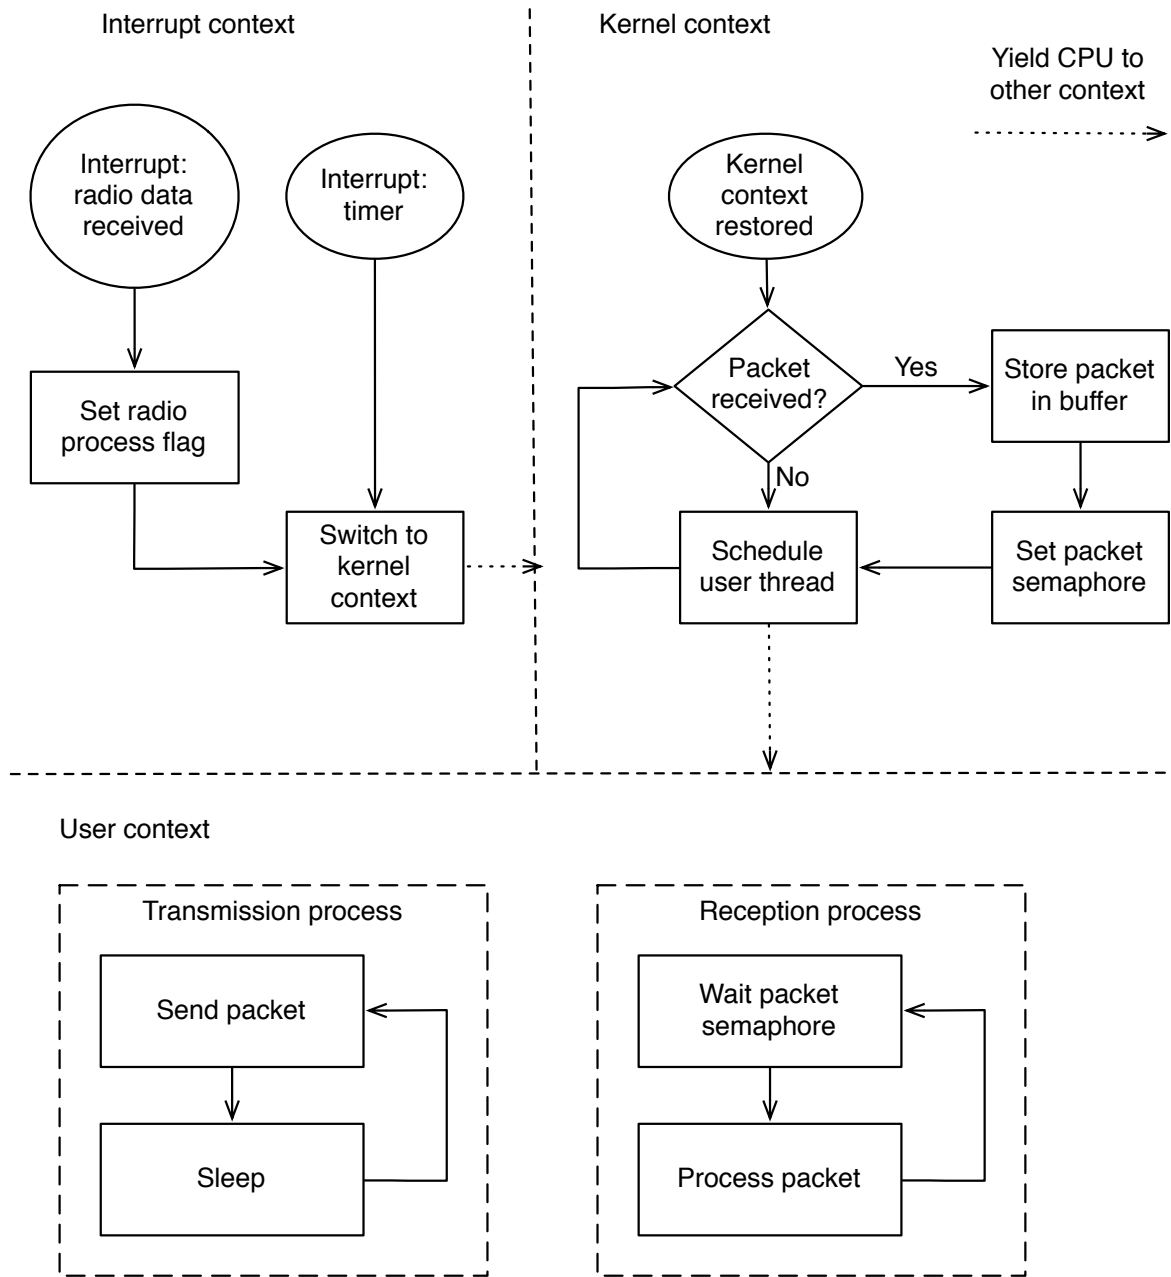 Interrupt context
Kernel context
Yield CPU to
other context
Interrupt:
radio data
received
Interrupt:
timer
Kernel
context
restored
Packet
received?
Yes
Store packet
in buffer
Set radio
process flag
No
Switch to
kernel
context
Schedule
user thread
Set packet
semaphore
User context
Transmission process
Send packet
Sleep
Reception process
Wait packet
semaphore
Process packet